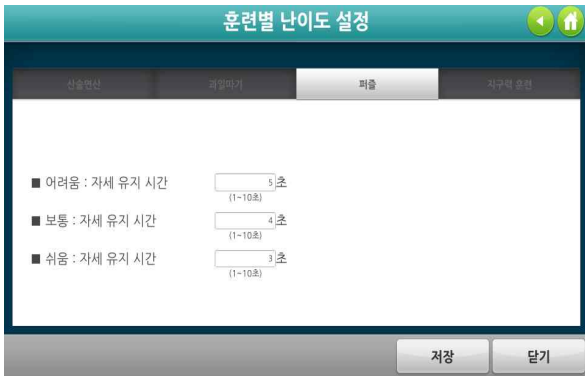 훈련별 난이도 설정
산술연산 과일따기 퍼즐 지구력 훈련
■ 어려움 : 자세 유지 시간 5 초
(1~10초)
■ 보통 : 자세 유지 시간 4 초
(1~10초)
■ 쉬움 : 자세 유지 시간 3 초
(1~10초)
저장 닫기